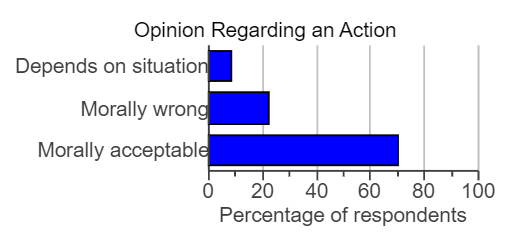 Opinion Regarding an Action
Depends on situation
Morally wrong
Morally acceptable
0 20 40 60 80 100
Percentage of respondents